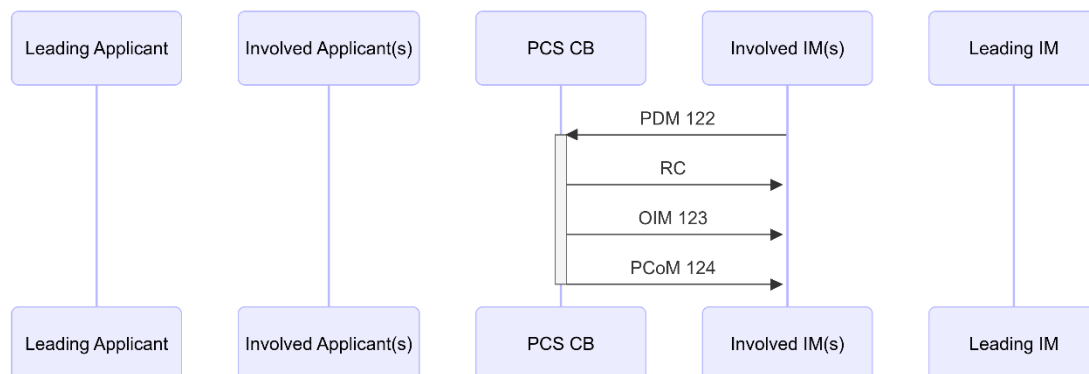 Leading Applicant
Involved Applicant(s)
PCS CB
Involved IM(s)
Leading IM
PDM 122
RC
OIM 123
PCoM 124
Leading Applicant
Involved Applicant(s)
PCS CB
Involved IM(s)
Leading IM